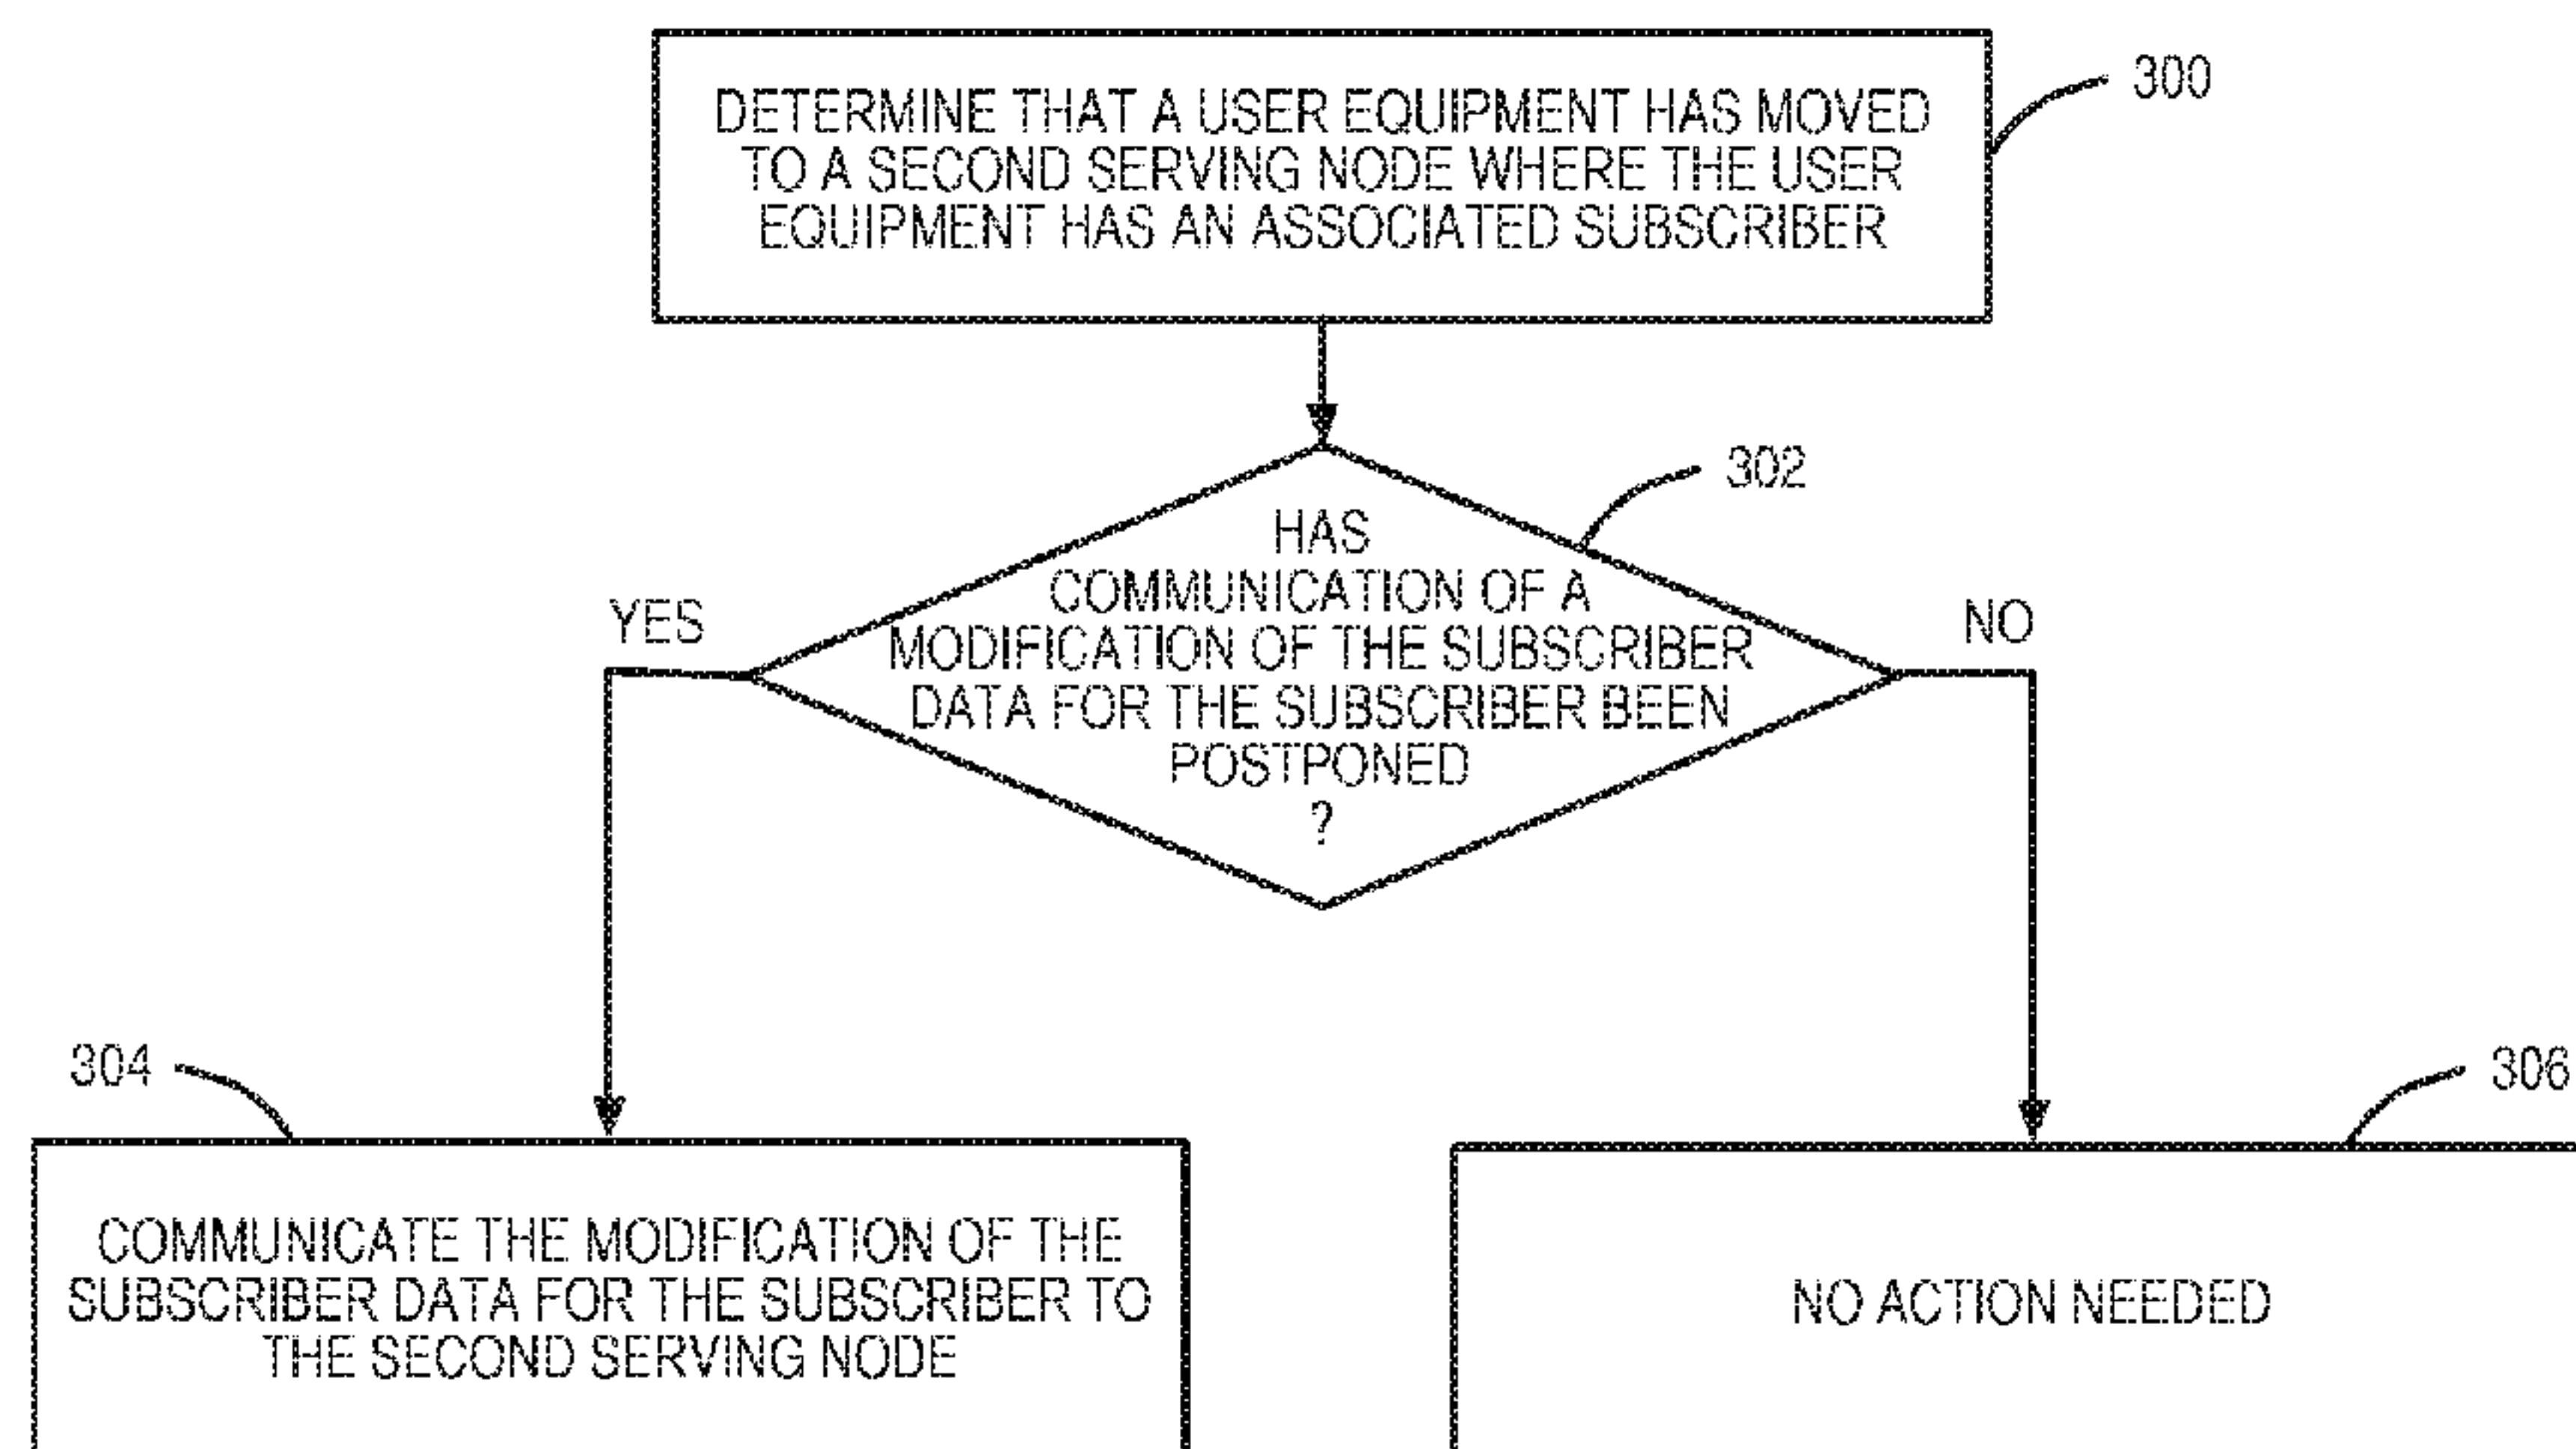 DETERMINE THAT A USER EQUIPMENT HAS MOVED
TO A SECOND SERVING NODE WHERE THE USER
EQUIPMENT HAS AN ASSOCIATED SUBSCRIBER
300
302
HAS
COMMUNICATION OF A
MODIFICATION OF THE SUBSCRIBER
DATA FOR THE SUBSCRIBER BEEN
POSTPONED
?
YES
NO
304
306
COMMUNICATE THE MODIFICATION OF THE
SUBSCRIBER DATA FOR THE SUBSCRIBER TO
THE SECOND SERVING NODE
NO ACTION NEEDED